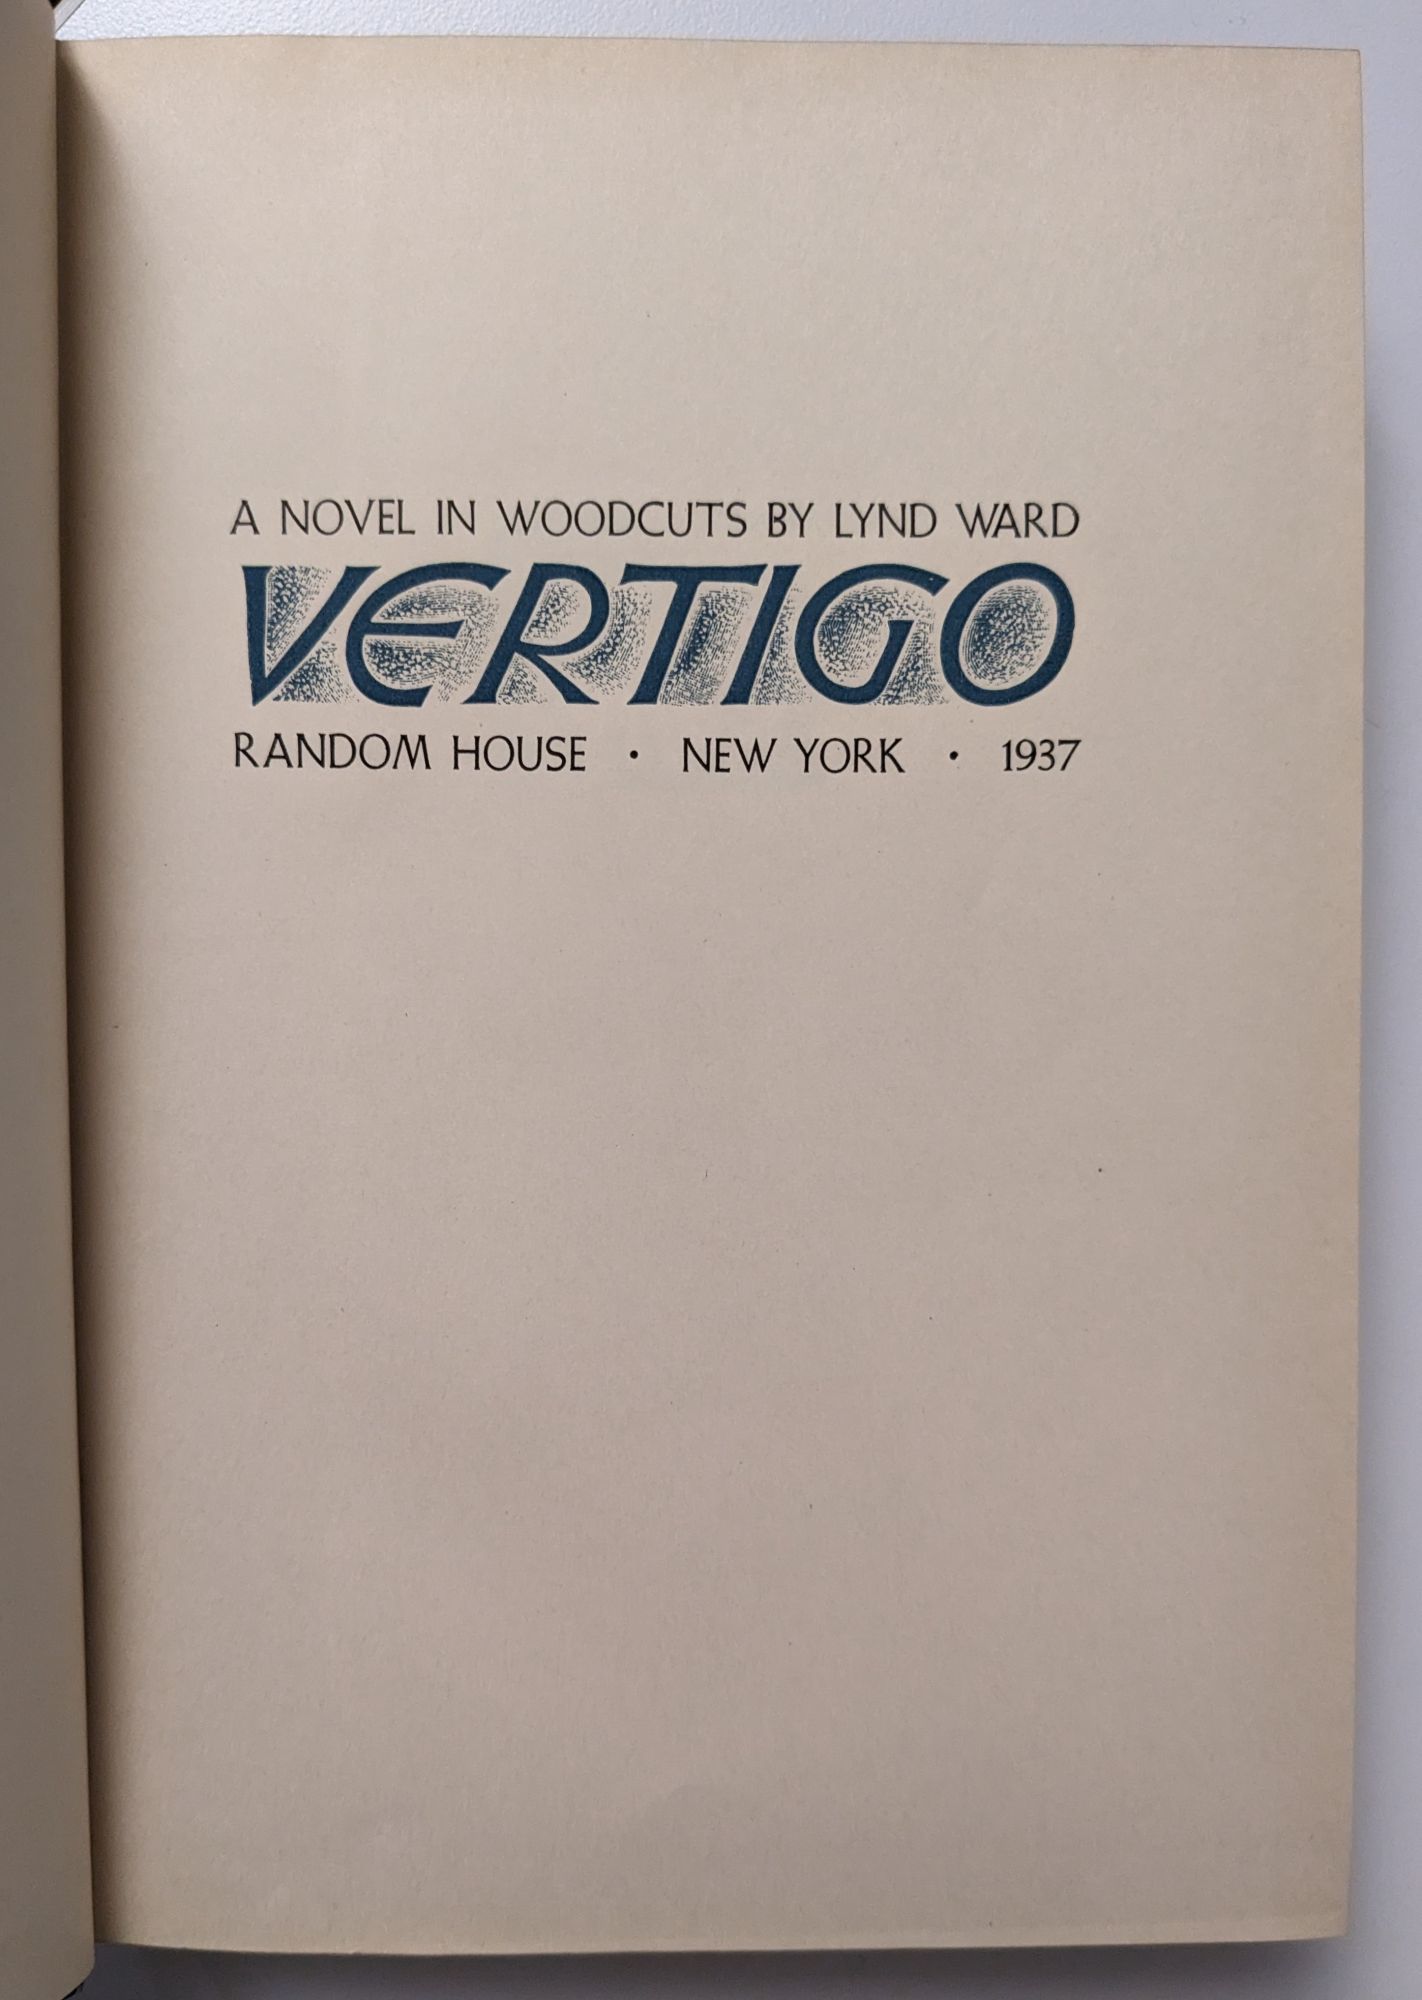 A NOVEL IN WOODCUTS BY LYND WARD
VERTIGO
RANDOM HOUSE · NEW YORK · 1937